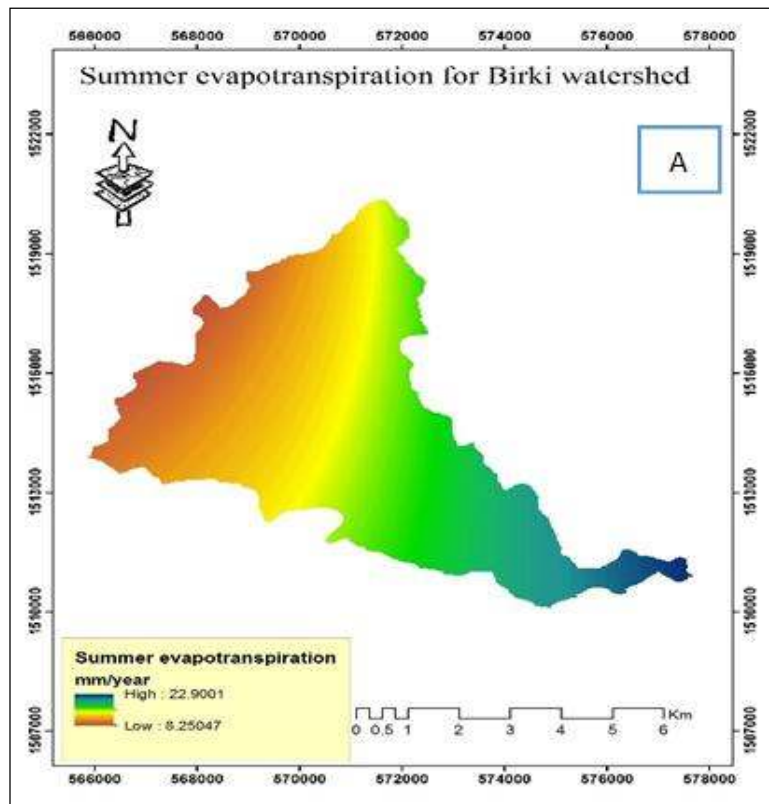 566000 568000 570000 572000 574000 576000 578000
Summer evapotranspiration for Birki watershed
N
A
1522000 1522000
1519000 1519000
1516000 1516000
1513000 1513000
1510000 1510000
1507000 1507000
Summer evapotranspiration
mm/year
High : 22.9001
Low : 8.25047
Km
0 0.5 1 2 3 4 5 6
566000 568000 570000 572000 574000 576000 578000